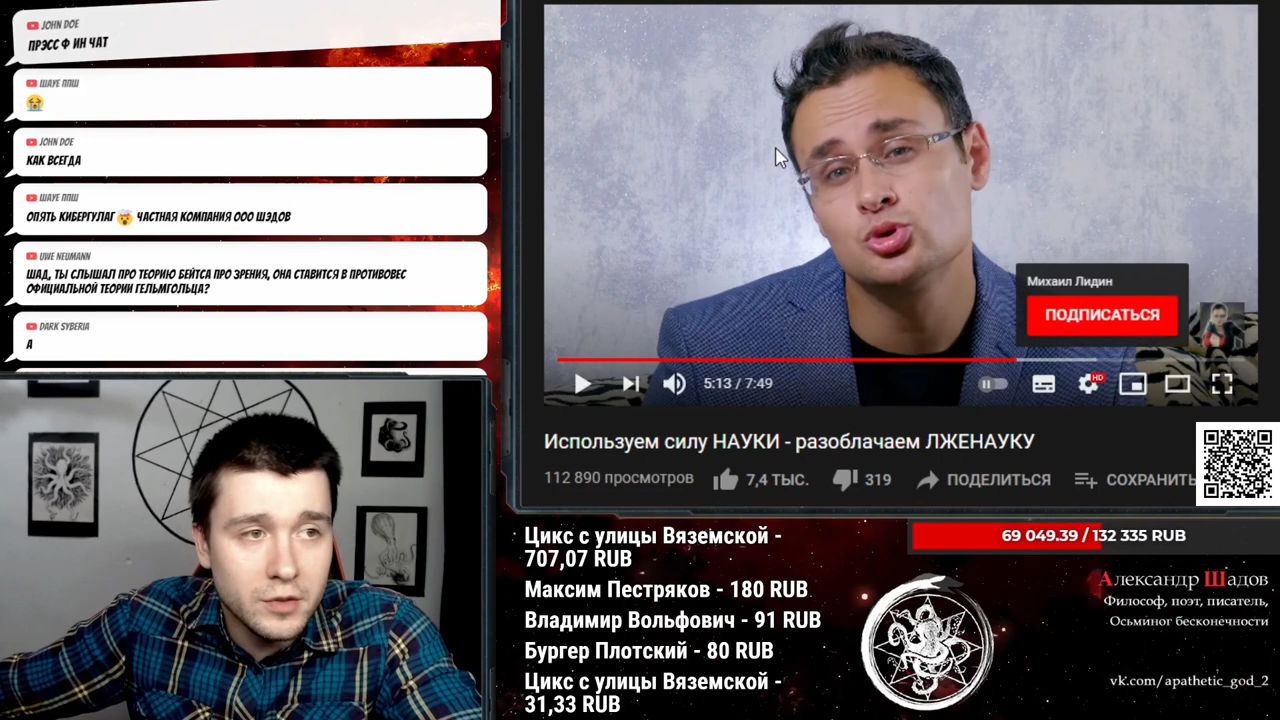 JOHN DOE
ПРЭСС Ф ИН ЧАТ
ШАУЕ ППШ
JOHN DOE
КАК ВСЕГДА
ШАУЕ ППШ
ОПЯТЬ КИБЕРГУЛАГ 🤯 ЧАСТНАЯ КОМПАНИЯ ООО ШЭДОВ
UWE NEUMANN
ШАД, ТЫ СЛЫШАЛ ПРО ТЕОРИЮ БЕЙТСА ПРО ЗРЕНИЯ, ОНА СТАВИТСЯ В ПРОТИВОВЕС
ОФИЦИАЛЬНОЙ ТЕОРИИ ГЕЛЬМГОЛЬЦА?
DARK SYBERIA
А
Михаил Лидин
ПОДПИСАТЬСЯ
5:13 / 7:49
HD
Используем силу НАУКИ - разоблачаем ЛЖЕНАУКУ
112 890 просмотров
7,4 ТЫС.
319
ПОДЕЛИТЬСЯ
СОХРАНИТЬ
Цикс с улицы Вяземской -
707,07 RUB
Максим Пестряков - 180 RUB
Владимир Вольфович - 91 RUB
Бургер Плотский - 80 RUB
Цикс с улицы Вяземской -
31,33 RUB
69 049.39 / 132 335 RUB
Александр Шадов
Философ, поэт, писатель,
Осьминог бесконечности
vk.com/apathetic_god_2